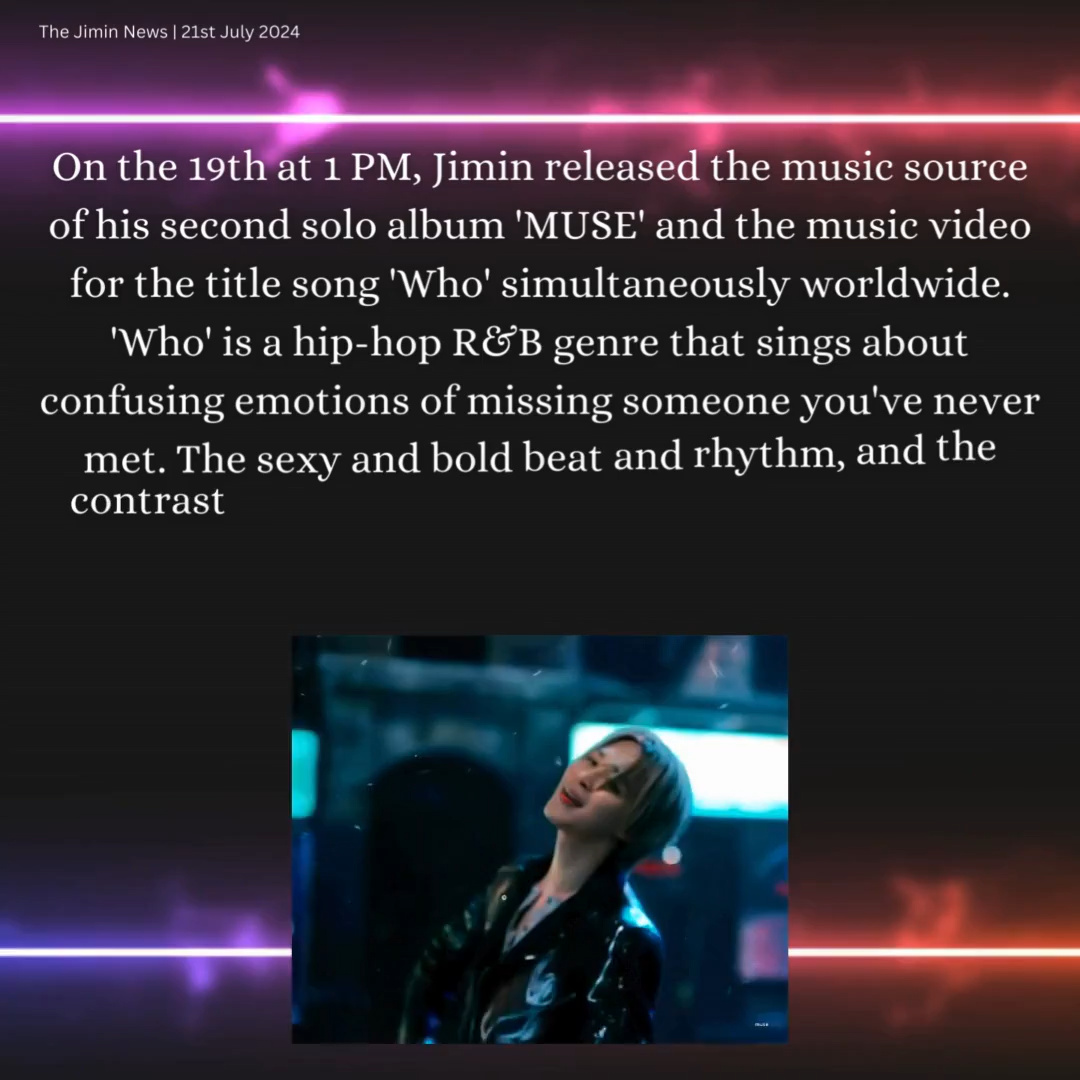 The Jimin News | 21st July 2024
On the 19th at 1 PM, Jimin released the music source
of his second solo album 'MUSE' and the music video
for the title song 'Who' simultaneously worldwide.
'Who' is a hip-hop R&B genre that sings about
confusing emotions of missing someone you've never
met. The sexy and bold beat and rhythm, and the
contrast
muse